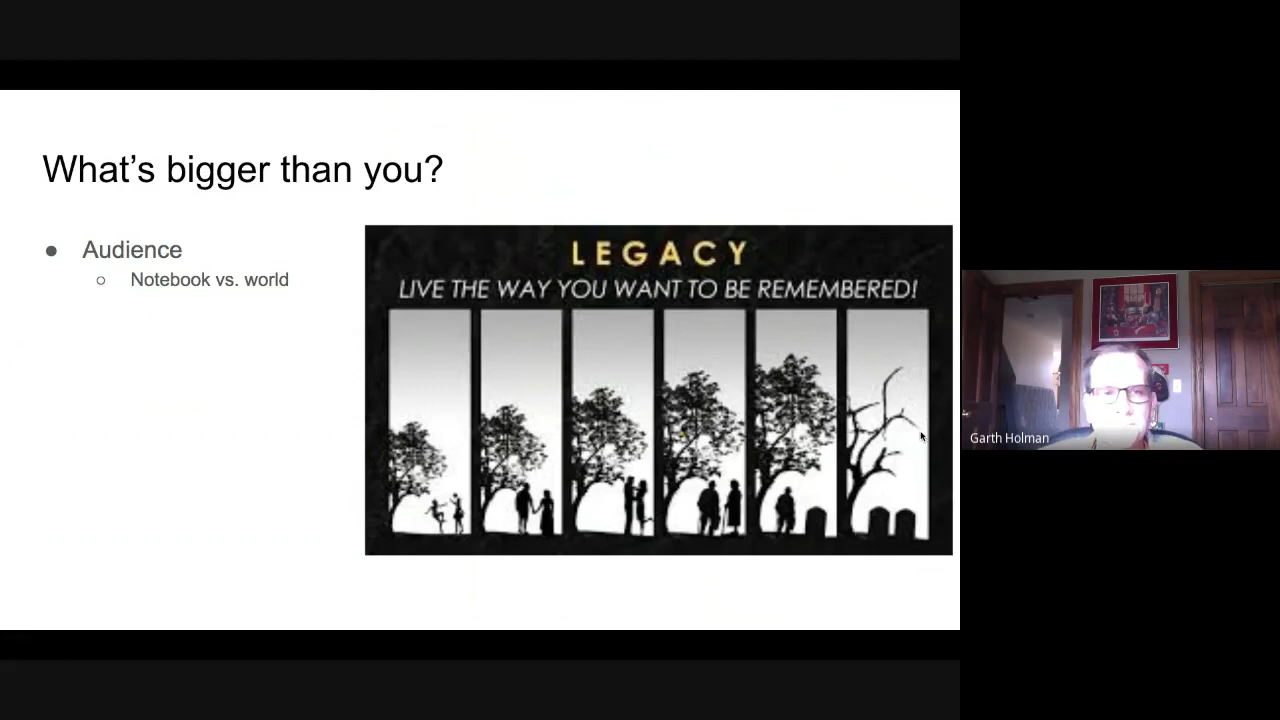 What’s bigger than you?
● Audience
○ Notebook vs. world
LEGACY
LIVE THE WAY YOU WANT TO BE REMEMBERED!
Garth Holman